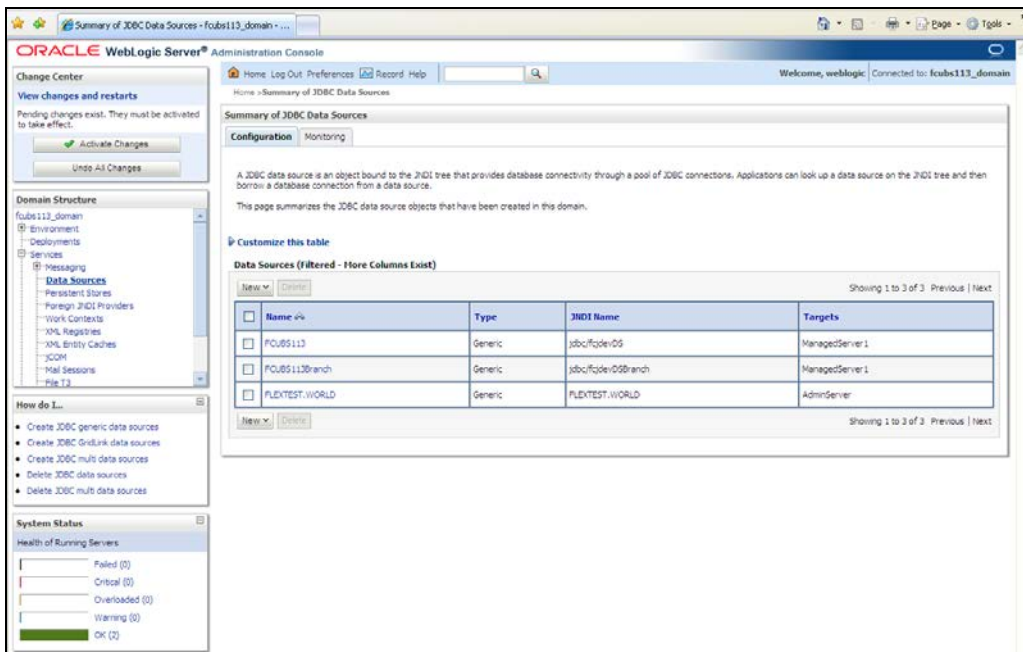 Summary of JDBC Data Sources - fcubs113_domain - ...
Page
Tools
ORACLE WebLogic Server® Administration Console
Change Center
View changes and restarts
Pending changes exist. They must be activated
to take effect.
Activate Changes
Undo All Changes
Domain Structure
fcubs113_domain
Environment
Deployments
Services
Messaging
Data Sources
Persistent Stores
Foreign JNDI Providers
Work Contexts
XML Registries
XML Entity Caches
jCOM
Mail Sessions
File T3
How do I...
Create JDBC generic data sources
Create JDBC GridLink data sources
Create JDBC multi data sources
Delete JDBC data sources
Delete JDBC multi data sources
System Status
Health of Running Servers
Failed (0)
Critical (0)
Overloaded (0)
Warning (0)
OK (2)
Home Log Out Preferences Record Help
Welcome, weblogic Connected to: fcubs113_domain
Home >Summary of JDBC Data Sources
Summary of JDBC Data Sources
Configuration Monitoring
A JDBC data source is an object bound to the JNDI tree that provides database connectivity through a pool of JDBC connections. Applications can look up a data source on the JNDI tree and then
borrow a database connection from a data source.
This page summarizes the JDBC data source objects that have been created in this domain.
Customize this table
Data Sources (Filtered - More Columns Exist)
New Delete Showing 1 to 3 of 3 Previous | Next
Name Type JNDI Name Targets
FCUBS113 Generic jdbc/fcjdevDS ManagedServer1
FCUBS113Branch Generic jdbc/fcjdevDSBranch ManagedServer1
FLEXTEST.WORLD Generic FLEXTEST.WORLD AdminServer
New Delete Showing 1 to 3 of 3 Previous | Next